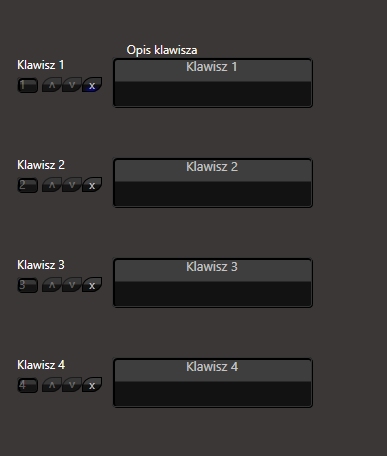 Opis klawisza
Klawisz 1
Klawisz 1
1 ʌ v x
Klawisz 2
Klawisz 2
2 ʌ v x
Klawisz 3
Klawisz 3
3 ʌ v x
Klawisz 4
Klawisz 4
4 ʌ v x